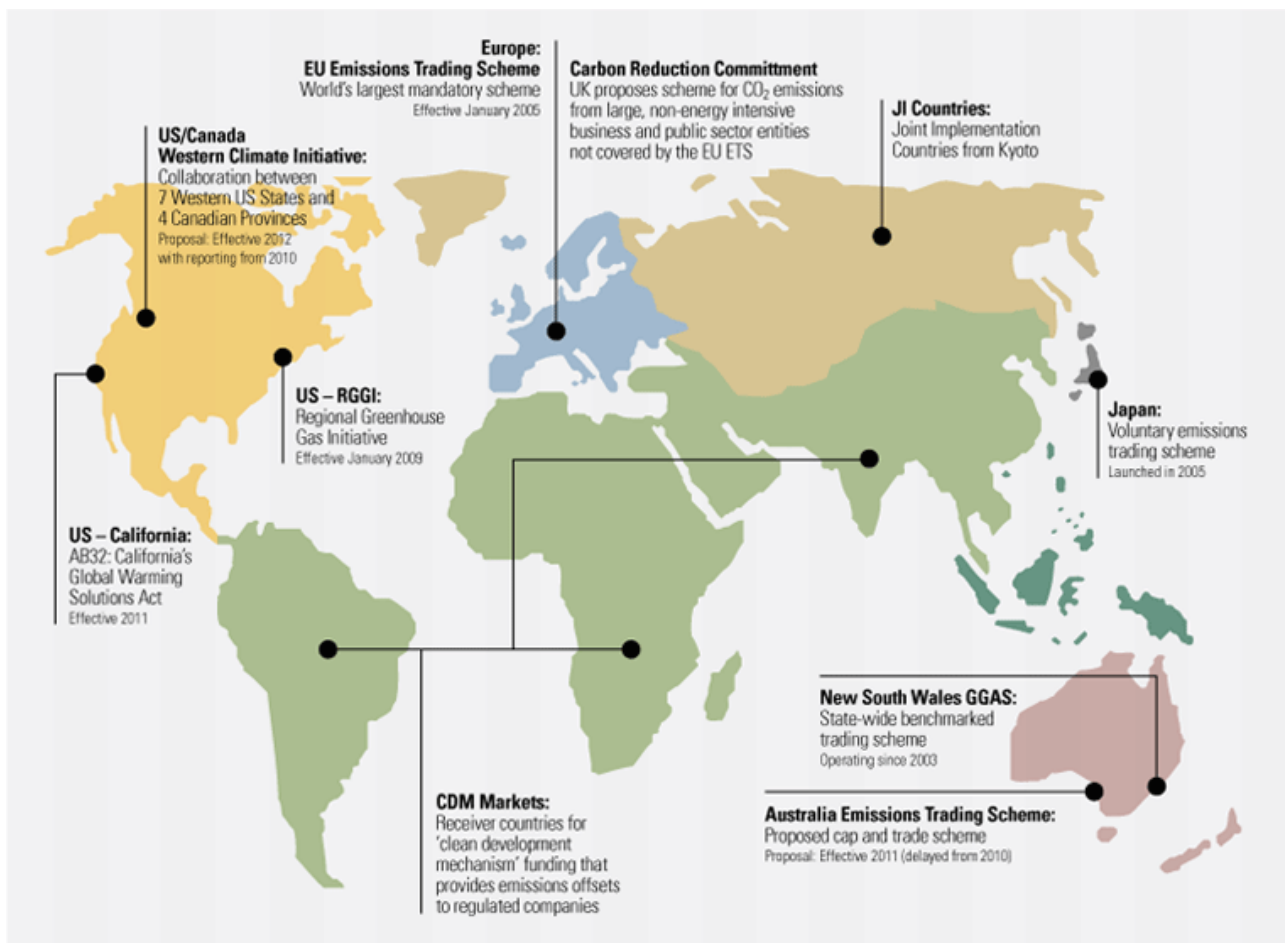 Europe:
EU Emissions Trading Scheme
World's largest mandatory scheme
Effective January 2005
Carbon Reduction Committment
UK proposes scheme for CO₂ emissions
from large, non-energy intensive
business and public sector entities
not covered by the EU ETS
JI Countries:
Joint Implementation
Countries from Kyoto
US/Canada
Western Climate Initiative:
Collaboration between
7 Western US States and
4 Canadian Provinces
Proposal: Effective 2012
with reporting from 2010
US – RGGI:
Regional Greenhouse
Gas Initiative
Effective January 2009
Japan:
Voluntary emissions
trading scheme
Launched in 2005
US – California:
AB32: California's
Global Warming
Solutions Act
Effective 2011
New South Wales GGAS:
State-wide benchmarked
trading scheme
Operating since 2003
CDM Markets:
Receiver countries for
'clean development
mechanism' funding that
provides emissions offsets
to regulated companies
Australia Emissions Trading Scheme:
Proposed cap and trade scheme
Proposal: Effective 2011 (delayed from 2010)